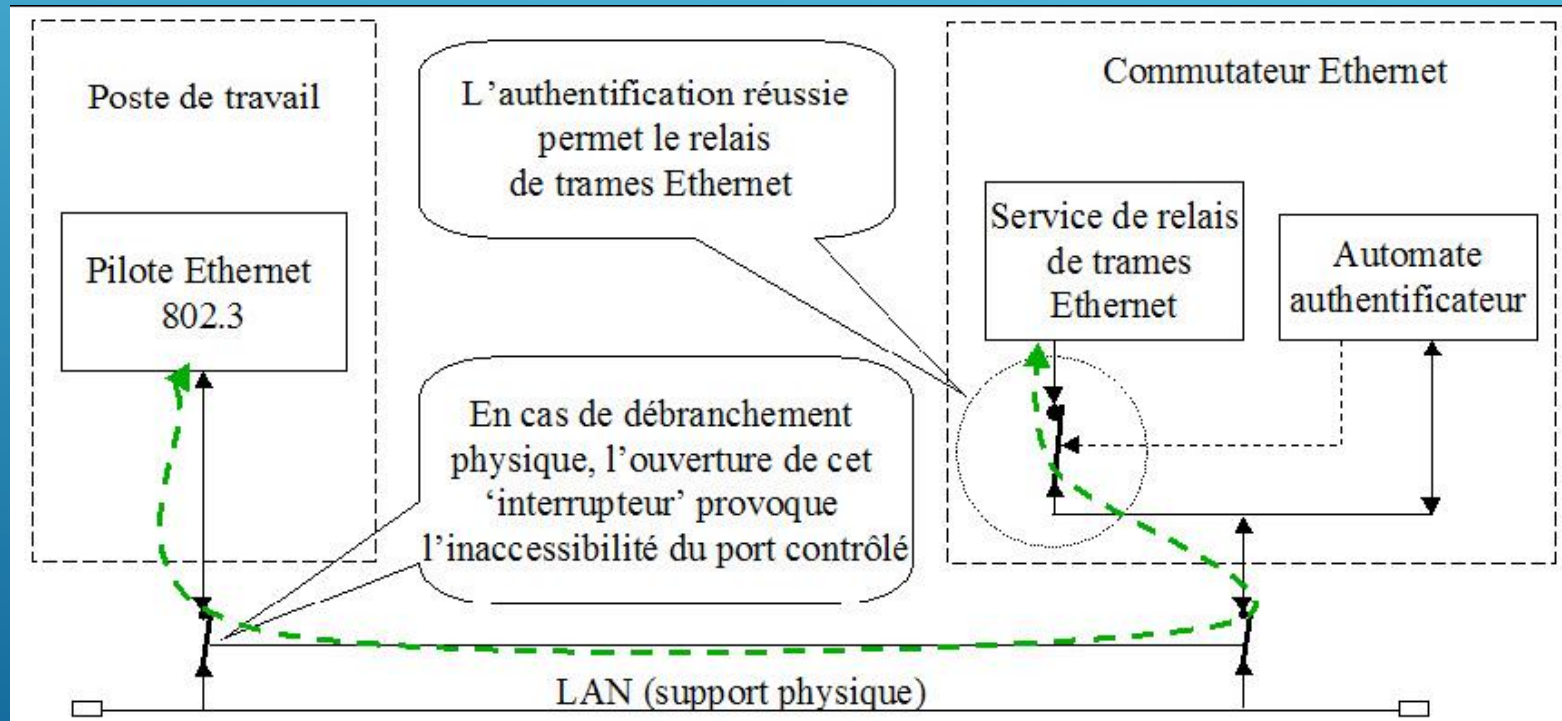 Poste de travail
Pilote Ethernet
802.3
L'authentification réussie
permet le relais
de trames Ethernet
En cas de débranchement
physique, l'ouverture de cet
‘interrupteur’ provoque
l'inaccessibilité du port contrôlé
Commutateur Ethernet
Service de relais
de trames
Ethernet
Automate
authentificateur
LAN (support physique)